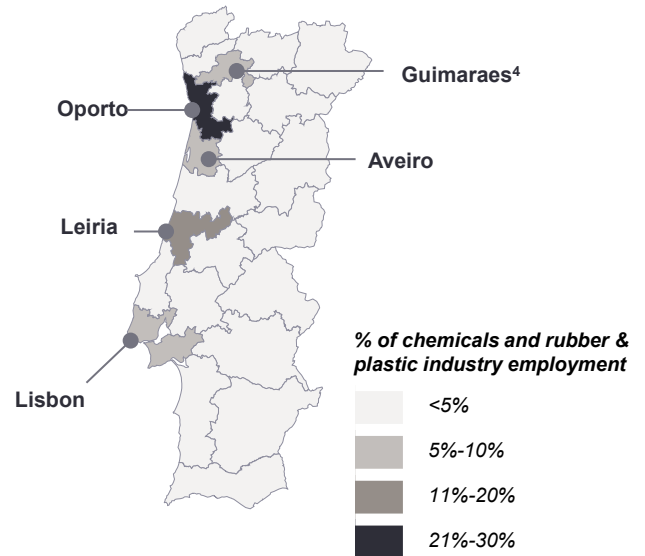 Guimaraes⁴
Oporto
Aveiro
Leiria
Lisbon
% of chemicals and rubber &
plastic industry employment
<5%
5%-10%
11%-20%
21%-30%